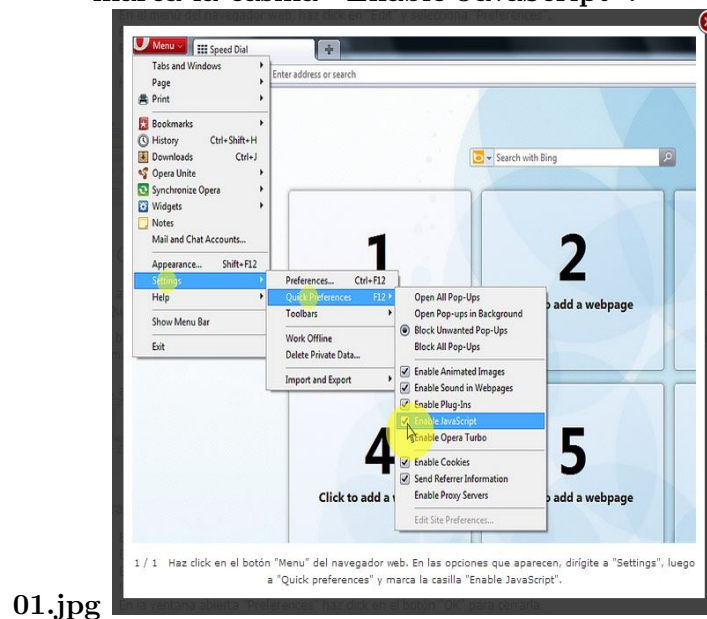 marca la casilla "Enable JavaScript".
En el menú del navegador web, haz click en "Edit" y selecciona "Preferences".
Menu
Speed Dial
Tabs and Windows
Enter address or search
Page
Print
Bookmarks
History Ctrl+Shift+H
Downloads Ctrl+J
Search with Bing
Opera Unite
Synchronize Opera
Widgets
Notes
Mail and Chat Accounts...
1
2
Appearance... Shift+F12
Settings
Preferences... Ctrl+F12
Help
Quick Preferences F12
Open All Pop-Ups
add a webpage
Toolbars
Open Pop-ups in Background
Show Menu Bar
Block Unwanted Pop-Ups
Work Offline
Block All Pop-Ups
Exit
Delete Private Data...
Enable Animated Images
Import and Export
Enable Sound in Webpages
Enable Plug-Ins
Enable JavaScript
Enable Opera Turbo
4
5
Enable Cookies
Send Referrer Information
Click to add a
add a webpage
Enable Proxy Servers
Edit Site Preferences...
1 / 1 Haz click en el botón "Menu" del navegador web. En las opciones que aparecen, dirígite a "Settings", luego
a "Quick preferences" y marca la casilla "Enable JavaScript".
01.jpg
En la ventana abierta "Preferences" haz click en el botón "OK" para cerrarla.